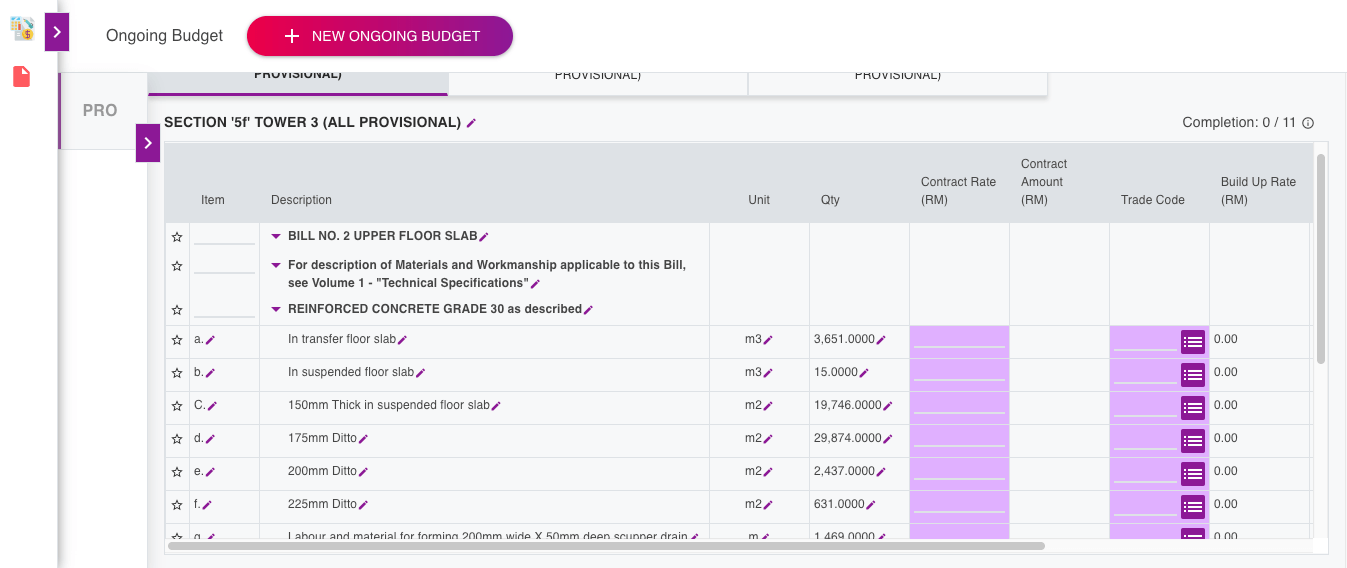 Ongoing Budget
NEW ONGOING BUDGET
PROVISIONAL)
PROVISIONAL)
PROVISIONAL)
PRO
SECTION '5f' TOWER 3 (ALL PROVISIONAL)
Completion: 0 / 11
Item
Description
Unit
Qty
Contract Rate
(RM)
Contract
Amount
(RM)
Trade Code
Build Up Rate
(RM)
BILL NO. 2 UPPER FLOOR SLAB
For description of Materials and Workmanship applicable to this Bill,
see Volume 1 - "Technical Specifications"
REINFORCED CONCRETE GRADE 30 as described
a. In transfer floor slab m3 3,651.0000 0.00
b. In suspended floor slab m3 15.0000 0.00
C. 150mm Thick in suspended floor slab m2 19,746.0000 0.00
d. 175mm Ditto m2 29,874.0000 0.00
e. 200mm Ditto m2 2,437.0000 0.00
f. 225mm Ditto m2 631.0000 0.00
g. Labour and material for forming 200mm wide X 50mm deep scupper drain m 1,469.0000 0.00